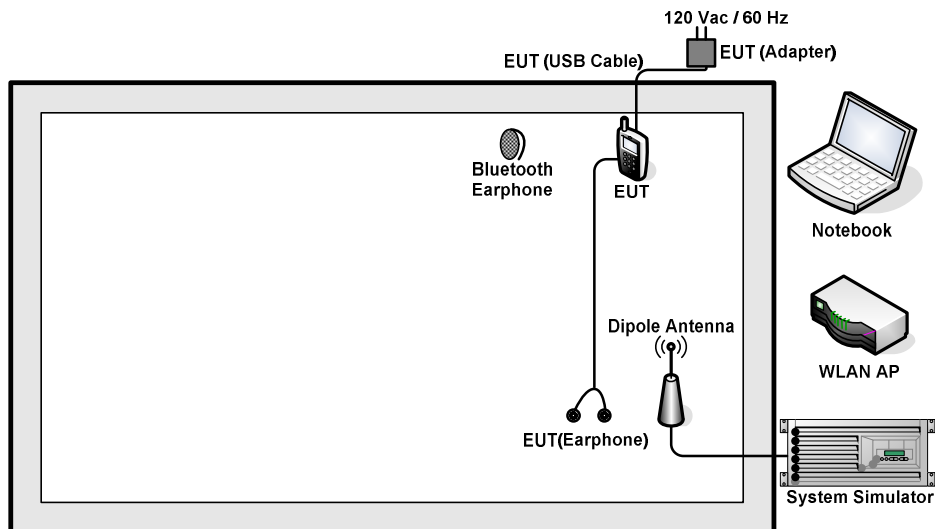 120 Vac / 60 Hz
EUT (USB Cable)
EUT (Adapter)
Bluetooth
Earphone
EUT
Notebook
Dipole Antenna
WLAN AP
EUT(Earphone)
System Simulator